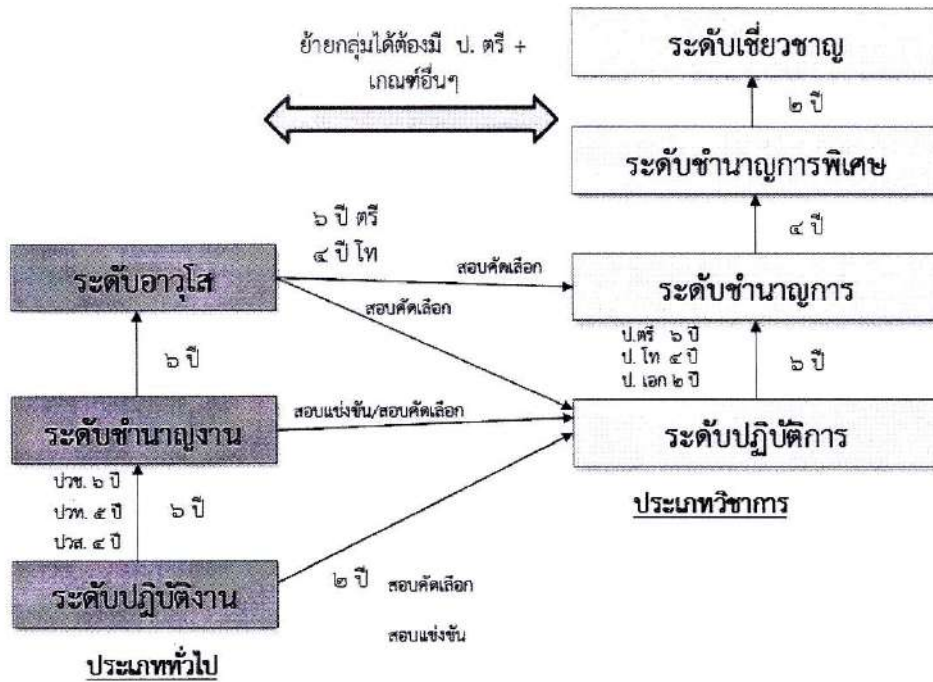 ย้ายกลุ่มได้ต้องมี ป. ตรี +
เกณฑ์อื่นๆ
ระดับเชี่ยวชาญ
๒ ปี
ระดับชำนาญการพิเศษ
๔ ปี
๖ ปี ตรี
๔ ปี โท
ระดับอาวุโส
สอบคัดเลือก
ระดับชำนาญการ
สอบคัดเลือก
ป.ตรี ๖ ปี
ป. โท ๔ ปี
ป. เอก ๒ ปี
๖ ปี
๖ ปี
ระดับชำนาญงาน
สอบแข่งขัน/สอบคัดเลือก
ระดับปฏิบัติการ
ประเภทวิชาการ
ปวช. ๖ ปี
ปวท. ๕ ปี
ปวส. ๔ ปี
๖ ปี
ระดับปฏิบัติงาน
๒ ปี สอบคัดเลือก
สอบแข่งขัน
ประเภททั่วไป